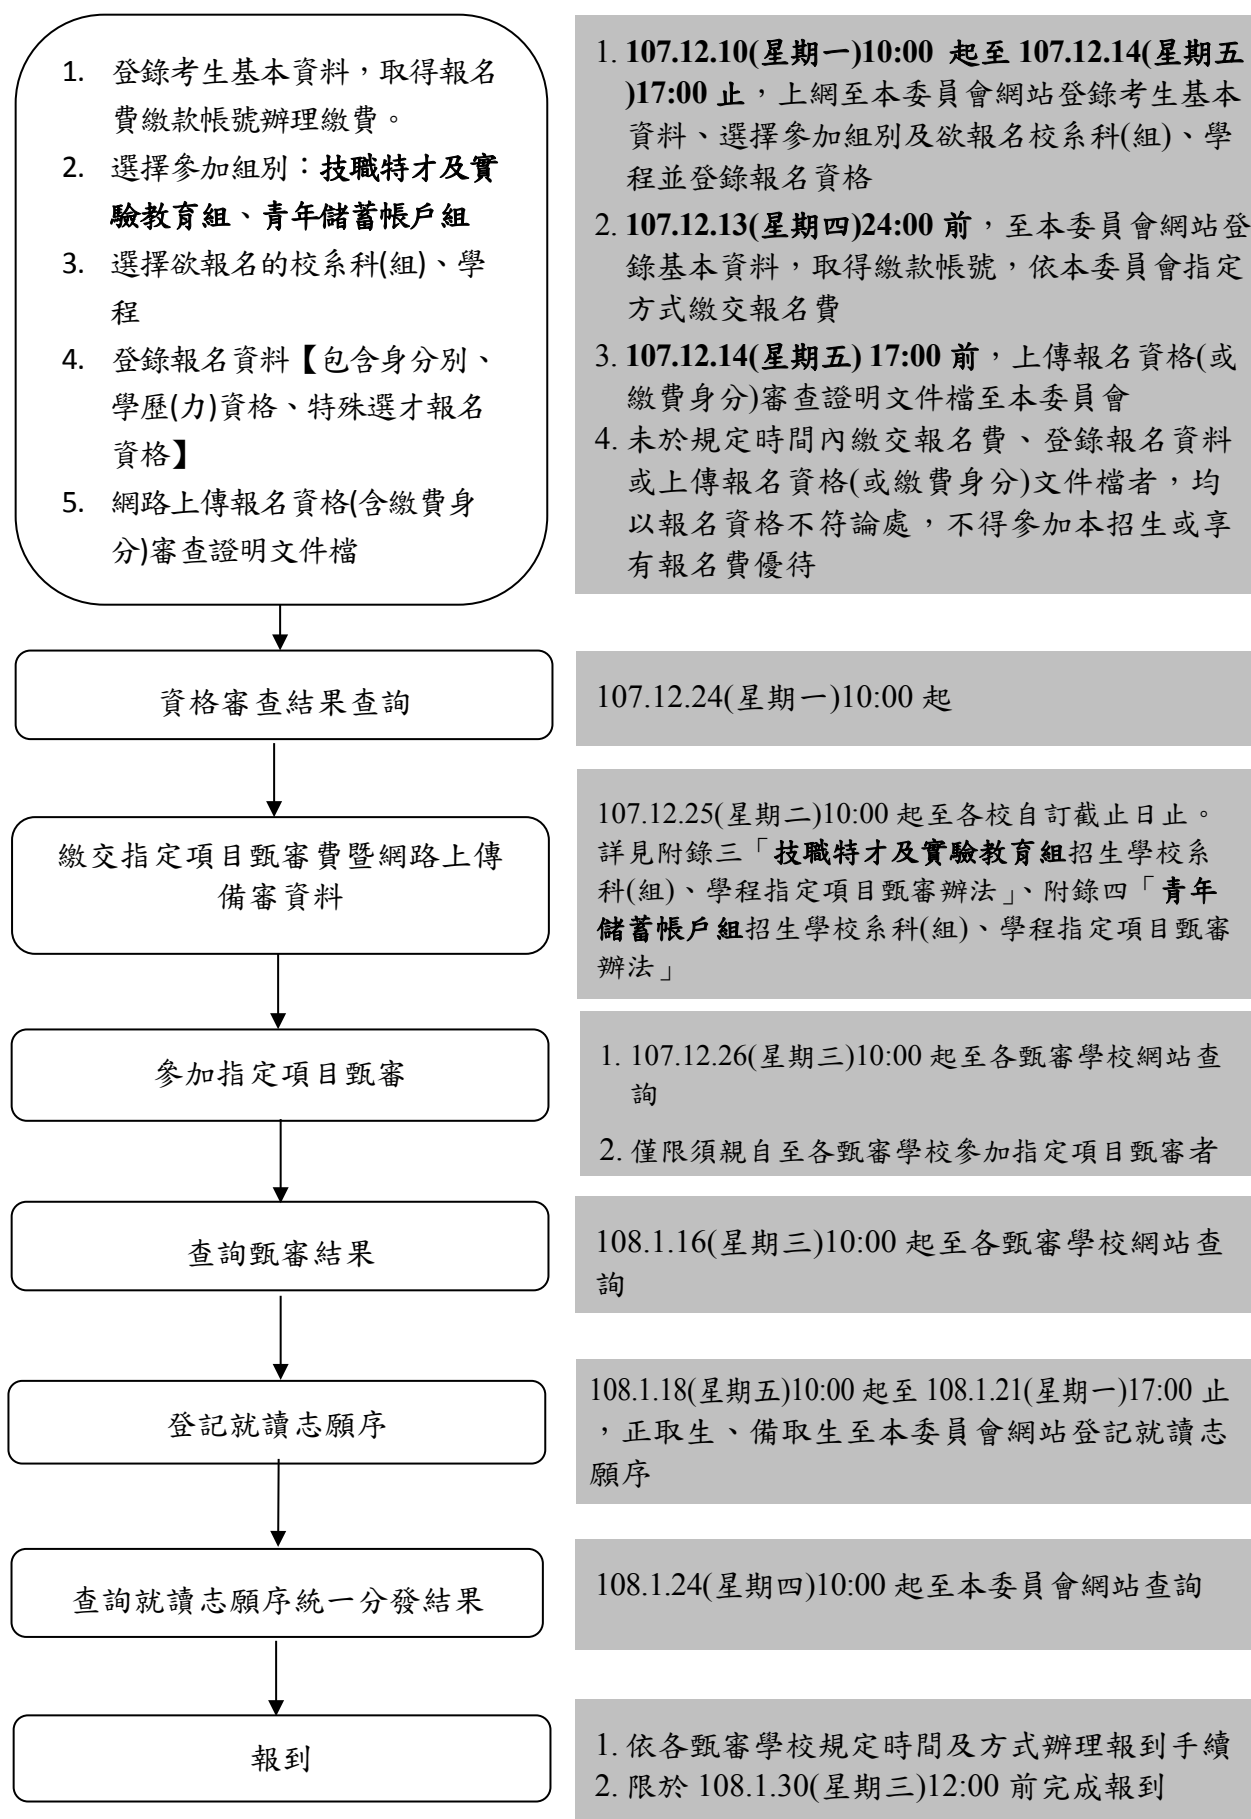 1. 登錄考生基本資料，取得報名
費繳款帳號辦理繳費。
2. 選擇參加組別：技職特才及實
驗教育組、青年儲蓄帳戶組
3. 選擇欲報名的校系科(組)、學
程
4. 登錄報名資料【包含身分別、
學歷(力)資格、特殊選才報名
資格】
5. 網路上傳報名資格(含繳費身
分)審查證明文件檔
1. 107.12.10(星期一)10:00 起至 107.12.14(星期五
)17:00 止，上網至本委員會網站登錄考生基本
資料、選擇參加組別及欲報名校系科(組)、學
程並登錄報名資格
2. 107.12.13(星期四)24:00 前，至本委員會網站登
錄基本資料，取得繳款帳號，依本委員會指定
方式繳交報名費
3. 107.12.14(星期五) 17:00 前，上傳報名資格(或
繳費身分)審查證明文件檔至本委員會
4. 未於規定時間內繳交報名費、登錄報名資料
或上傳報名資格(或繳費身分)文件檔者，均
以報名資格不符論處，不得參加本招生或享
有報名費優待
資格審查結果查詢
107.12.24(星期一)10:00 起
繳交指定項目甄審費暨網路上傳
備審資料
107.12.25(星期二)10:00 起至各校自訂截止日止。
詳見附錄三「技職特才及實驗教育組招生學校系
科(組)、學程指定項目甄審辦法」、附錄四「青年
儲蓄帳戶組招生學校系科(組)、學程指定項目甄審
辦法」
參加指定項目甄審
1. 107.12.26(星期三)10:00 起至各甄審學校網站查
詢
2. 僅限須親自至各甄審學校參加指定項目甄審者
查詢甄審結果
108.1.16(星期三)10:00 起至各甄審學校網站查
詢
登記就讀志願序
108.1.18(星期五)10:00 起至 108.1.21(星期一)17:00 止
，正取生、備取生至本委員會網站登記就讀志
願序
查詢就讀志願序統一分發結果
108.1.24(星期四)10:00 起至本委員會網站查詢
報到
1. 依各甄審學校規定時間及方式辦理報到手續
2. 限於 108.1.30(星期三)12:00 前完成報到